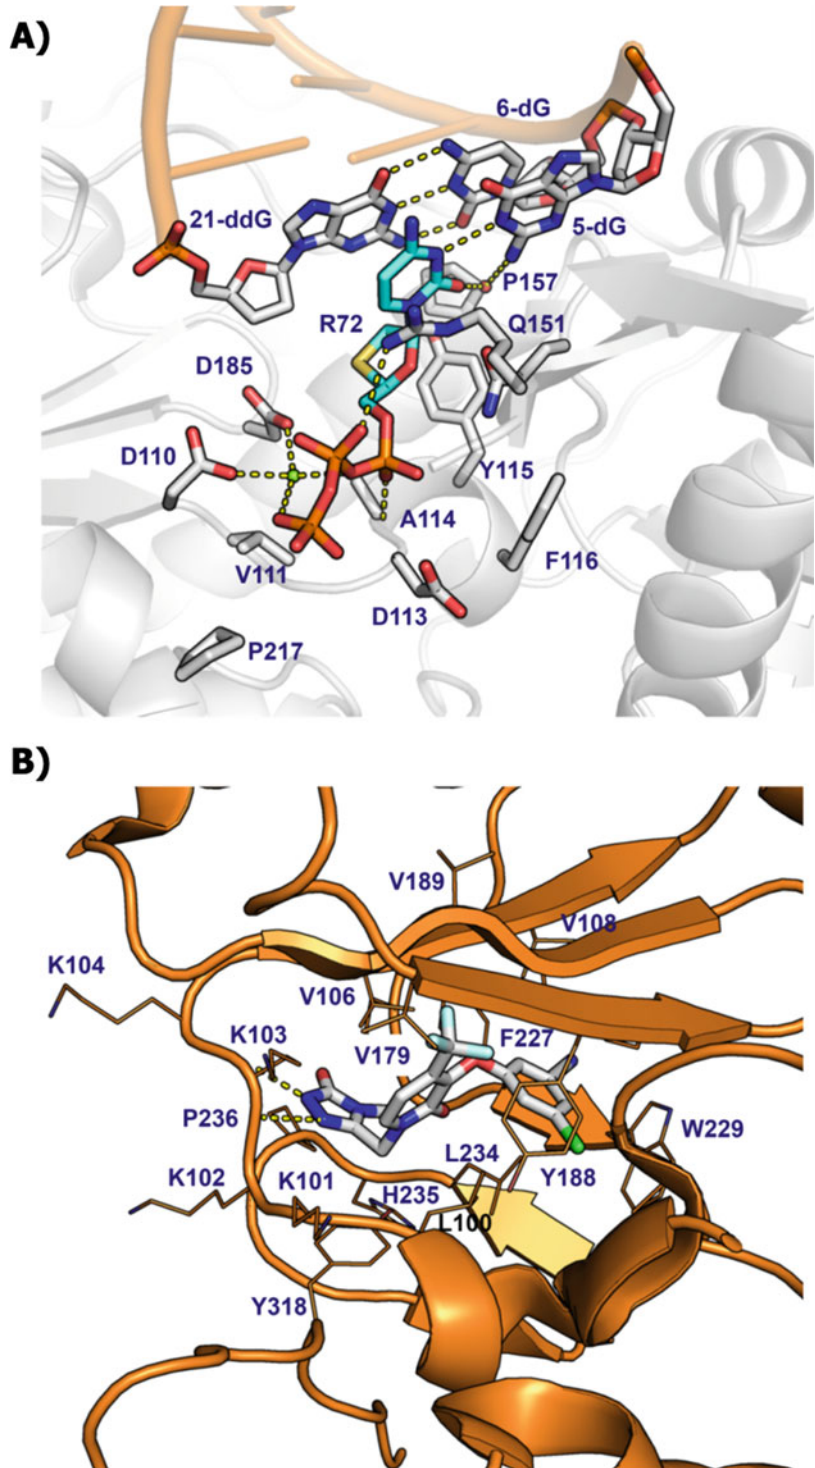 A)
6-dG
21-ddG
5-dG
P157
R72
Q151
D185
D110
Y115
A114
V111
F116
D113
P217
B)
V189
V108
K104
V106
K103
F227
V179
P236
W229
L234
K102
K101
Y188
H235
L100
Y318